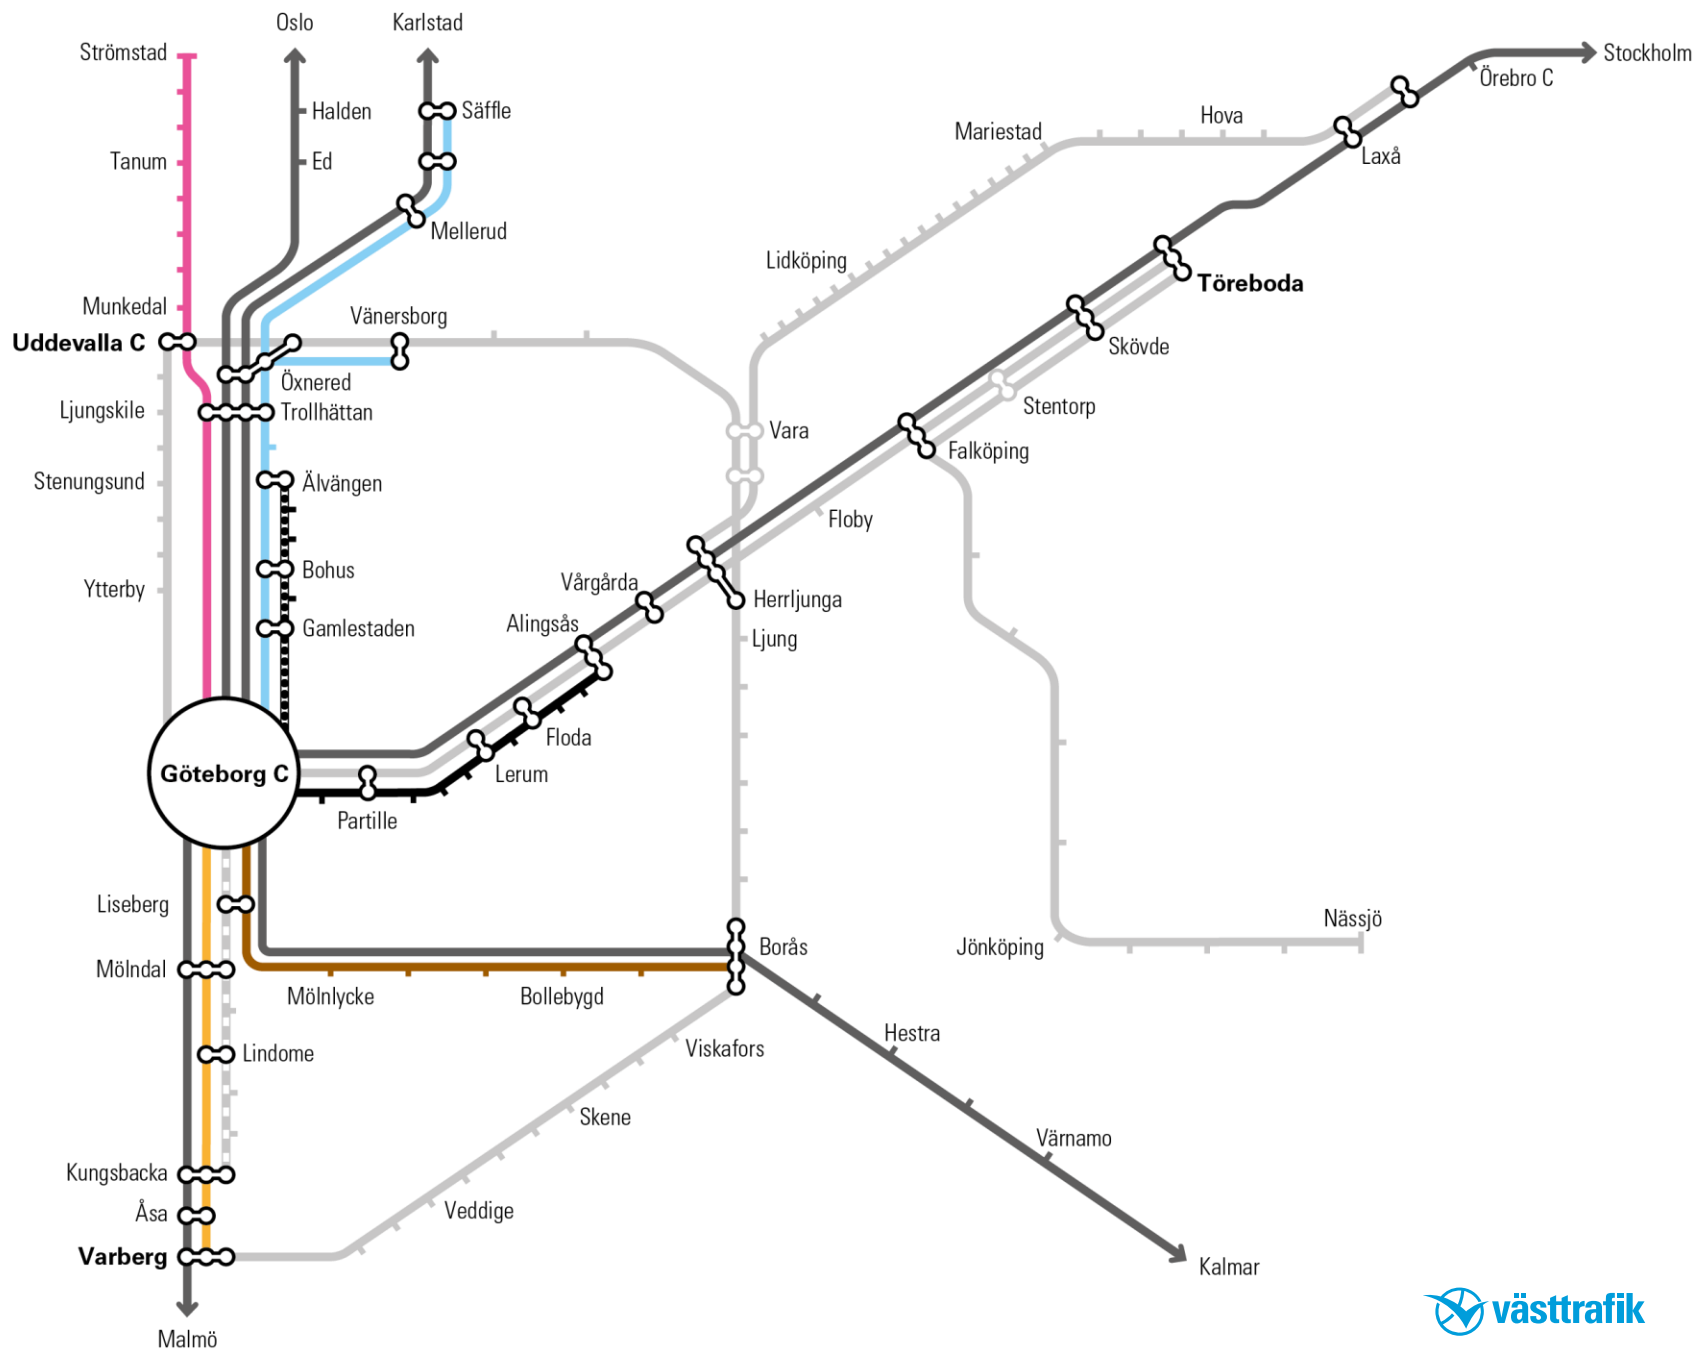 Oslo
Karlstad
Strömstad
Stockholm
Örebro C
Halden
Säffle
Hova
Mariestad
Tanum
Ed
Laxå
Mellerud
Lidköping
Töreboda
Munkedal
Vänersborg
Uddevalla C
Skövde
Öxnered
Ljungskile
Trollhättan
Stentorp
Vara
Falköping
Stenungsund
Älvängen
Floby
Bohus
Vårgårda
Ytterby
Herrljunga
Alingsås
Gamlestaden
Ljung
Floda
Göteborg C
Lerum
Partille
Liseberg
Nässjö
Borås
Jönköping
Mölndal
Mölnlycke
Bollebygd
Hestra
Lindome
Viskafors
Skene
Värnamo
Kungsbacka
Åsa
Veddige
Varberg
Kalmar
västtrafik
Malmö